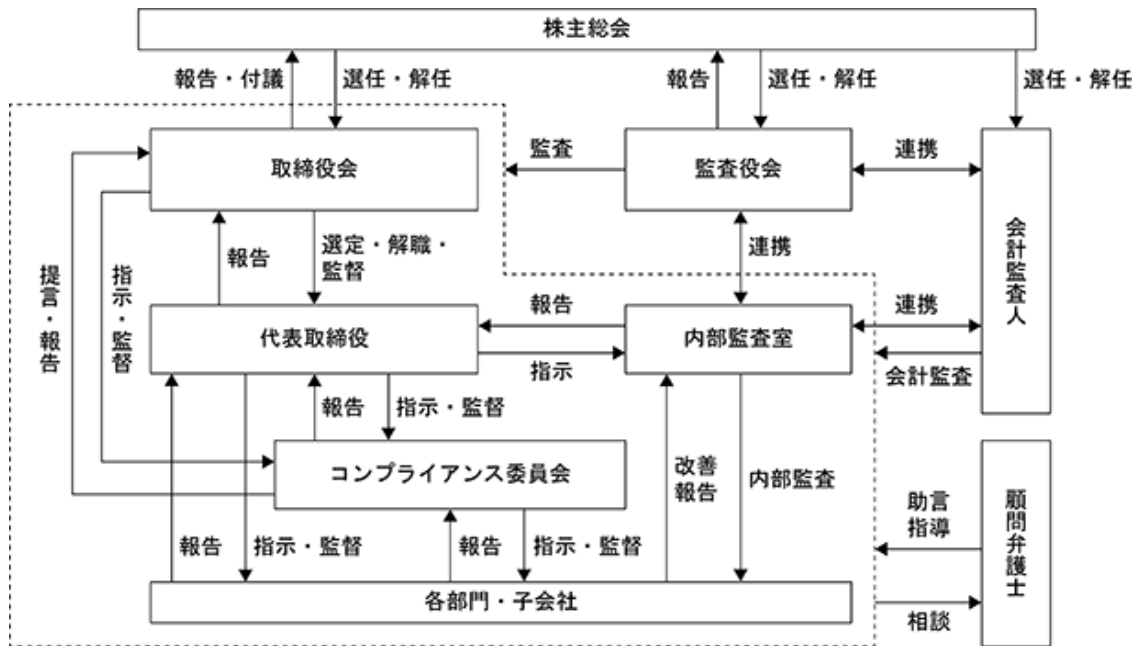 株主総会
報告・付議
選任・解任
報告
選任・解任
選任・解任
取締役会
監査
監査役会
連携
会計監査人
報告
選定・解職・
監督
連携
提言・報告
指示・監督
代表取締役
報告
指示
内部監査室
連携
会計監査
報告
指示・監督
コンプライアンス委員会
改善
報告
内部監査
顧問弁護士
助言
指導
報告
指示・監督
報告
指示・監督
各部門・子会社
相談